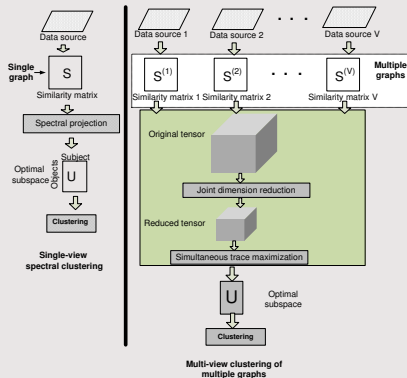 Data source
Single
graph
S
Similarity matrix
Spectral projection
Subject
Objects
Optimal
subspace
U
Clustering
Single-view
spectral clustering
Data source 1
Data source 2
. . .
Data source V
S(1)
S(2)
. . .
S(V)
Multiple
graphs
Similarity matrix 1
Similarity matrix 2
Similarity matrix V
Original tensor
Joint dimension reduction
Reduced tensor
Simultaneous trace maximization
U
Optimal
subspace
Clustering
Multi-view clustering of
multiple graphs